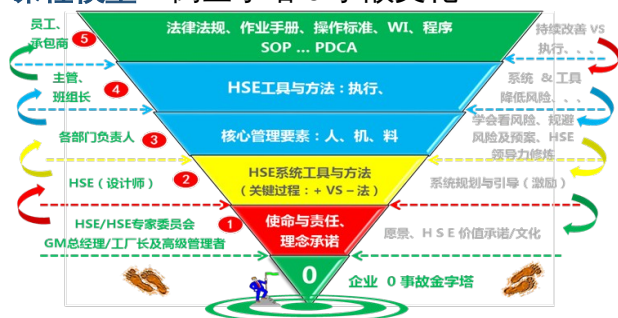 员工、
承包商
5
法律法规、作业手册、操作标准、WI、程序
SOP ... PDCA
持续改善 VS
执行、、、
主管、
班组长
4
HSE工具与方法:执行、
系统 & 工具
降低风险、、、
各部门负责人
3
核心管理要素:人、机、料
学会看风险、规避
风险及预案、HSE
领导力修炼
HSE(设计师)
2
HSE系统工具与方法
(关键过程:+ VS – 法)
系统规划与引导(激励)
HSE/HSE专家委员会
GM总经理/工厂长及高级管理者
1
使命与责任、
理念承诺
愿景、HSE 价值承诺/文化
0
企业 0 事故金字塔